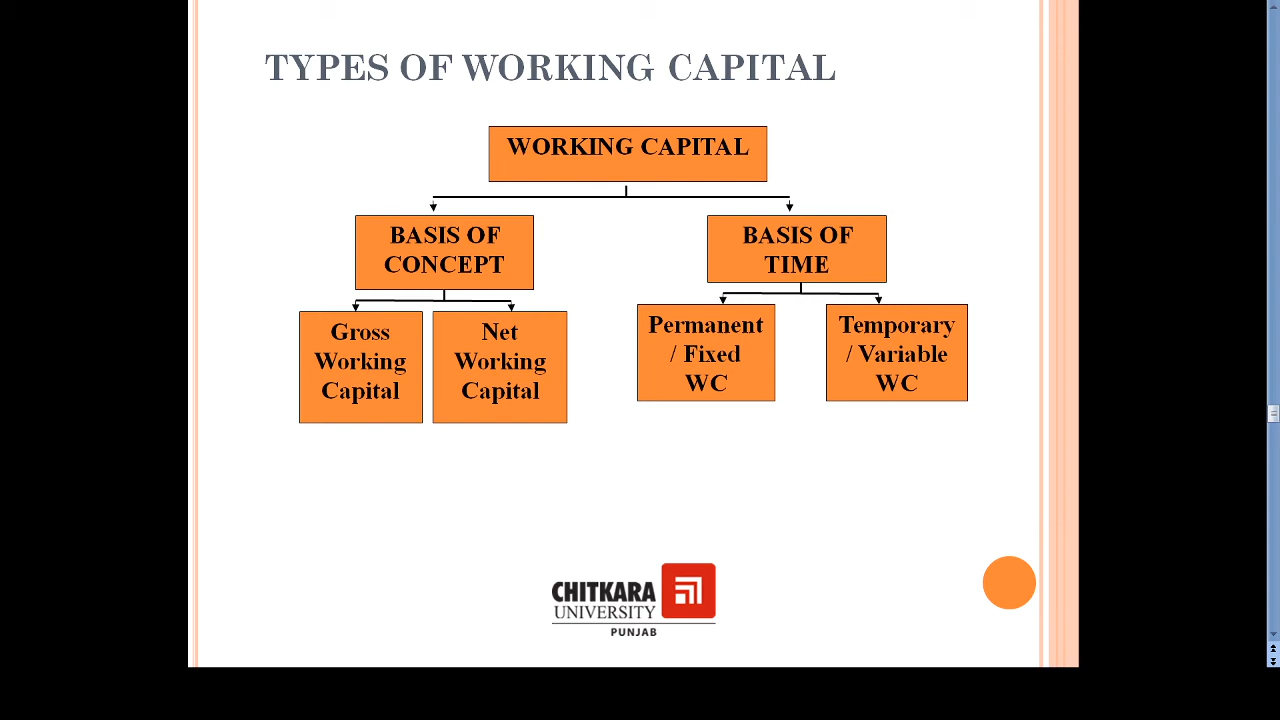 TYPES OF WORKING CAPITAL
WORKING CAPITAL
BASIS OF
CONCEPT
BASIS OF
TIME
Gross
Working
Capital
Net
Working
Capital
Permanent
/ Fixed
WC
Temporary
/ Variable
WC
CHITKARA
UNIVERSITY
PUNJAB